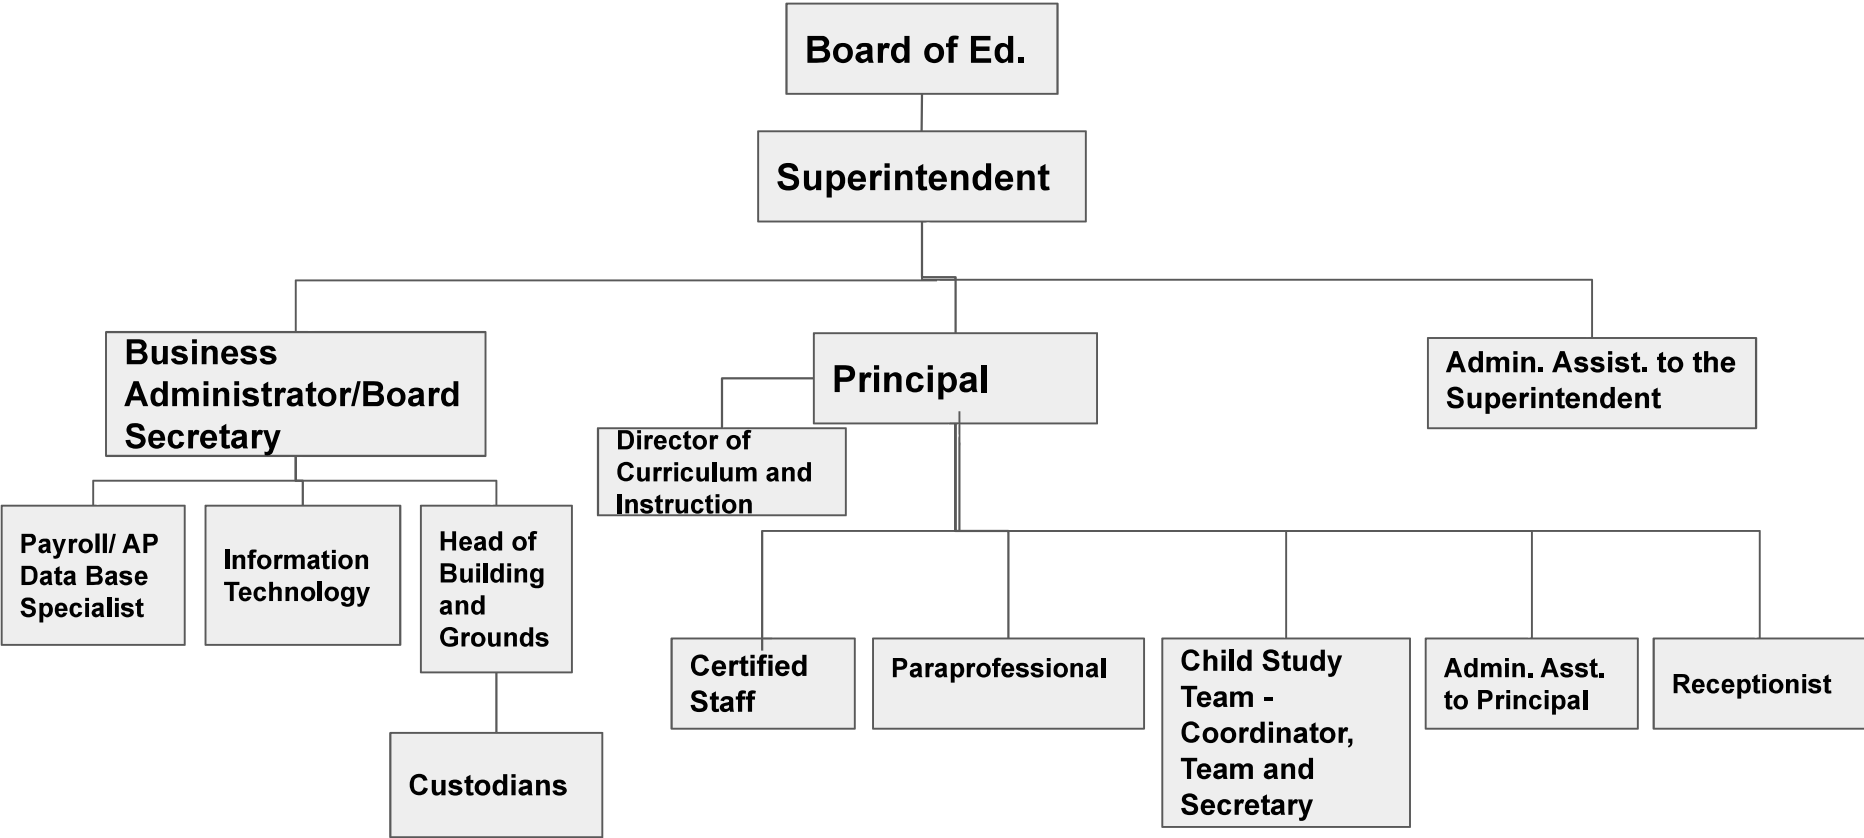 Board of Ed.
Superintendent
Business
Administrator/Board
Secretary
Principal
Admin. Assist. to the
Superintendent
Director of
Curriculum and
Instruction
Payroll/ AP
Data Base
Specialist
Information
Technology
Head of
Building
and
Grounds
Certified
Staff
Paraprofessional
Child Study
Team -
Coordinator,
Team and
Secretary
Admin. Asst.
to Principal
Receptionist
Custodians